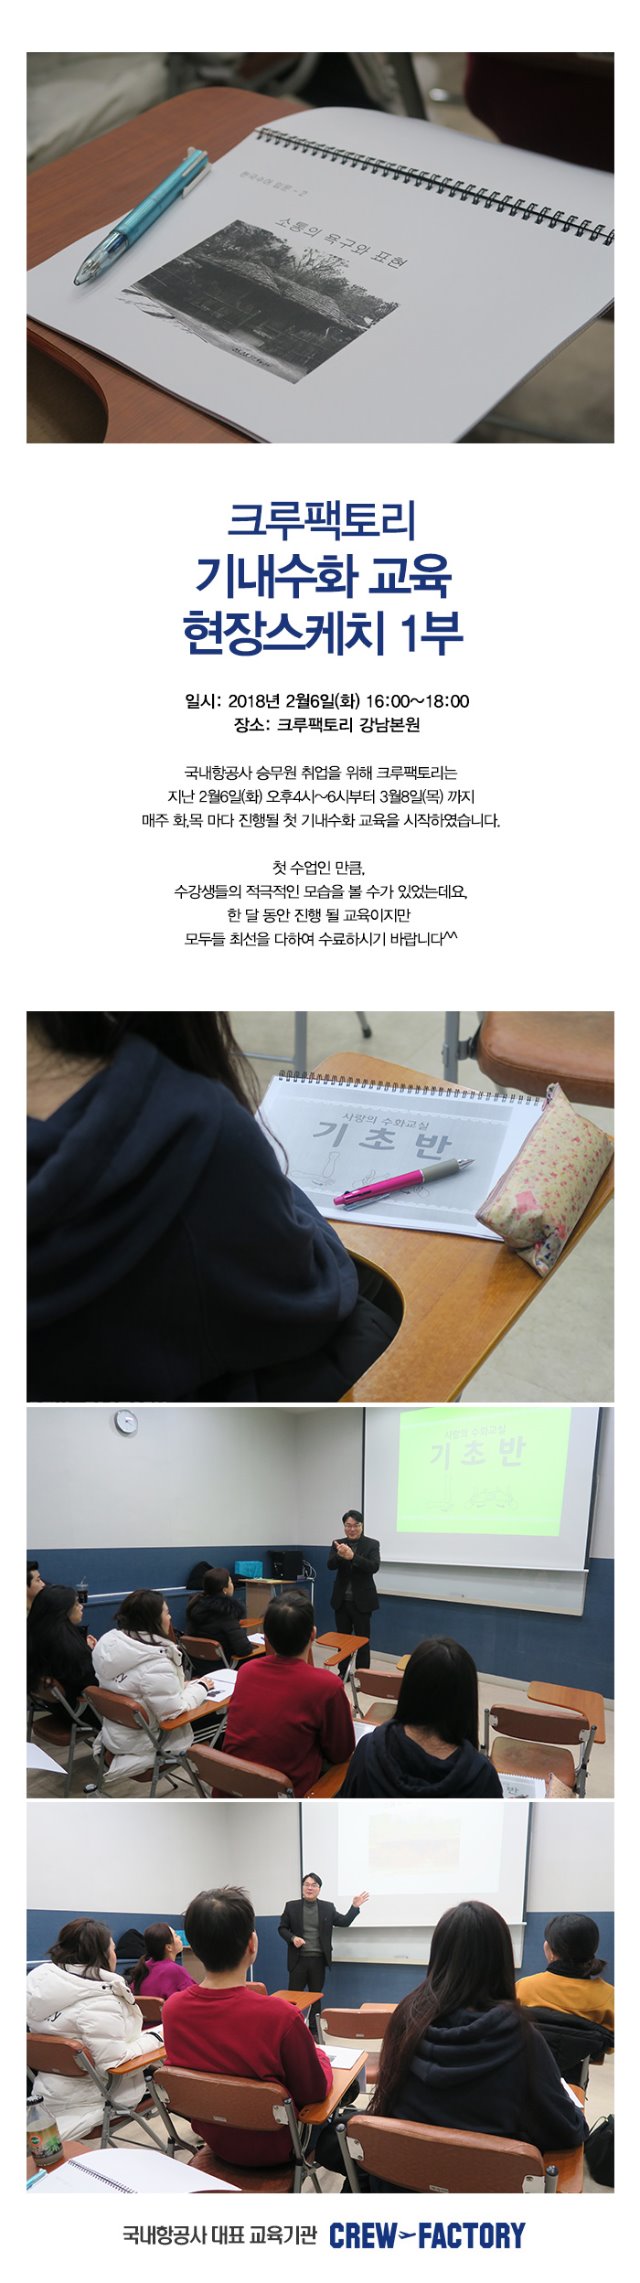 한국수어 입문 - 2
소통의 욕구와 표현
크루팩토리
기내수화 교육
현장스케치 1부
일시: 2018년 2월6일(화) 16:00~18:00
장소: 크루팩토리 강남본원
국내항공사 승무원 취업을 위해 크루팩토리는
지난 2월6일(화) 오후4시~6시부터 3월8일(목) 까지
매주 화,목 마다 진행될 첫 기내수화 교육을 시작하였습니다.
첫 수업인 만큼,
수강생들의 적극적인 모습을 볼 수가 있었는데요,
한 달 동안 진행 될 교육이지만
모두들 최선을 다하여 수료하시기 바랍니다^^
사랑의 수화교실
기초반
사랑의 수화교실
기초반
반
국내항공사 대표 교육기관 CREW FACTORY